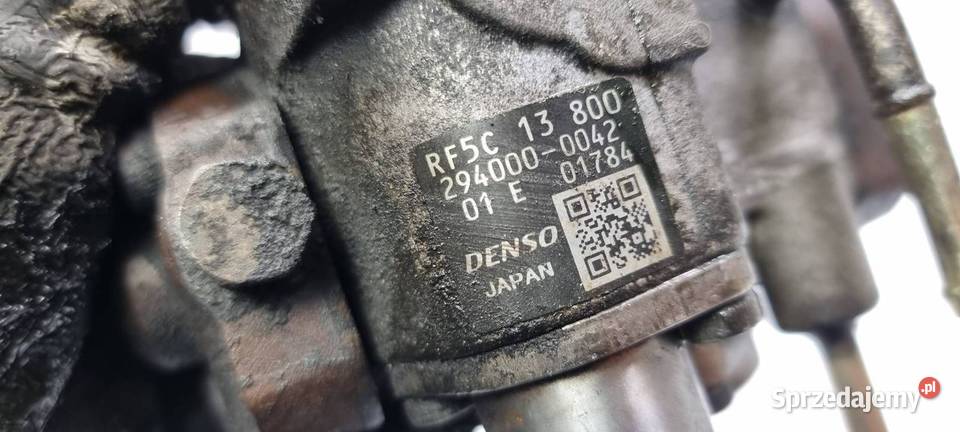 RF5C 13 800
294000-0042
01 E 01784
DENSO
JAPAN
Sprzedajemy.pl